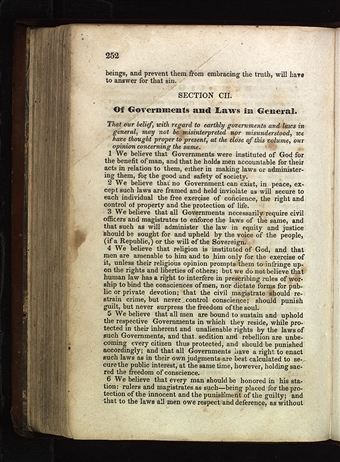 252
beings, and prevent them from embracing the truth, will have
to answer for that sin.
SECTION CII.
Of Governments and Laws in General.
That our belief, with regard to earthly governments and laws in
general, may not be misinterpreted nor misunderstood, we
have thought proper to present, at the close of this volume, our
opinion concerning the same.
1 We believe that Governments were instituted of God for
the benefit of man, and that he holds men accountable for their
acts in relation to them, either in making laws or administer-
ing them, for the good and safety of society.
2 We believe that no Government can exist, in peace, ex-
cept such laws are framed and held inviolate as will secure to
each individual the free exercise of conscience, the right and
control of property and the protection of life.
3 We believe that all Governments necessarily require civil
officers and magistrates to enforce the laws of the same, and
that such as will administer the law in equity and justice
should be sought for and upheld by the voice of the people,
(if a Republic,) or the will of the Sovereign.
4 We believe that religion is instituted of God, and that
men are amenable to him and to him only for the exercise of
it, unless their religious opinion prompts them to infringe up-
on the rights and liberties of others: but we do not believe that
human law has a right to interfere in prescribing rules of wor-
ship to bind the consciences of men, nor dictate forms for pub-
lic or private devotion; that the civil magistrate should re-
strain crime, but never control conscience; should punish
guilt, but never surpress the freedom of the soul.
5 We believe that all men are bound to sustain and uphold
the respective Governments in which they reside, while pro-
tected in their inherent and unalienable rights by the laws of
such Governments, and that sedition and rebellion are unbe-
coming every citizen thus protected, and should be punished
accordingly; and that all Governments have a right to enact
such laws as in their own judgments are best calculated to se-
cure the public interest, at the same time, however, holding sac-
red the freedom of conscience.
6 We believe that every man should be honored in his sta-
tion: rulers and magistrates as such—being placed for the pro-
tection of the innocent and the punishment of the guilty; and
that to the laws all men owe respect and deference, as without